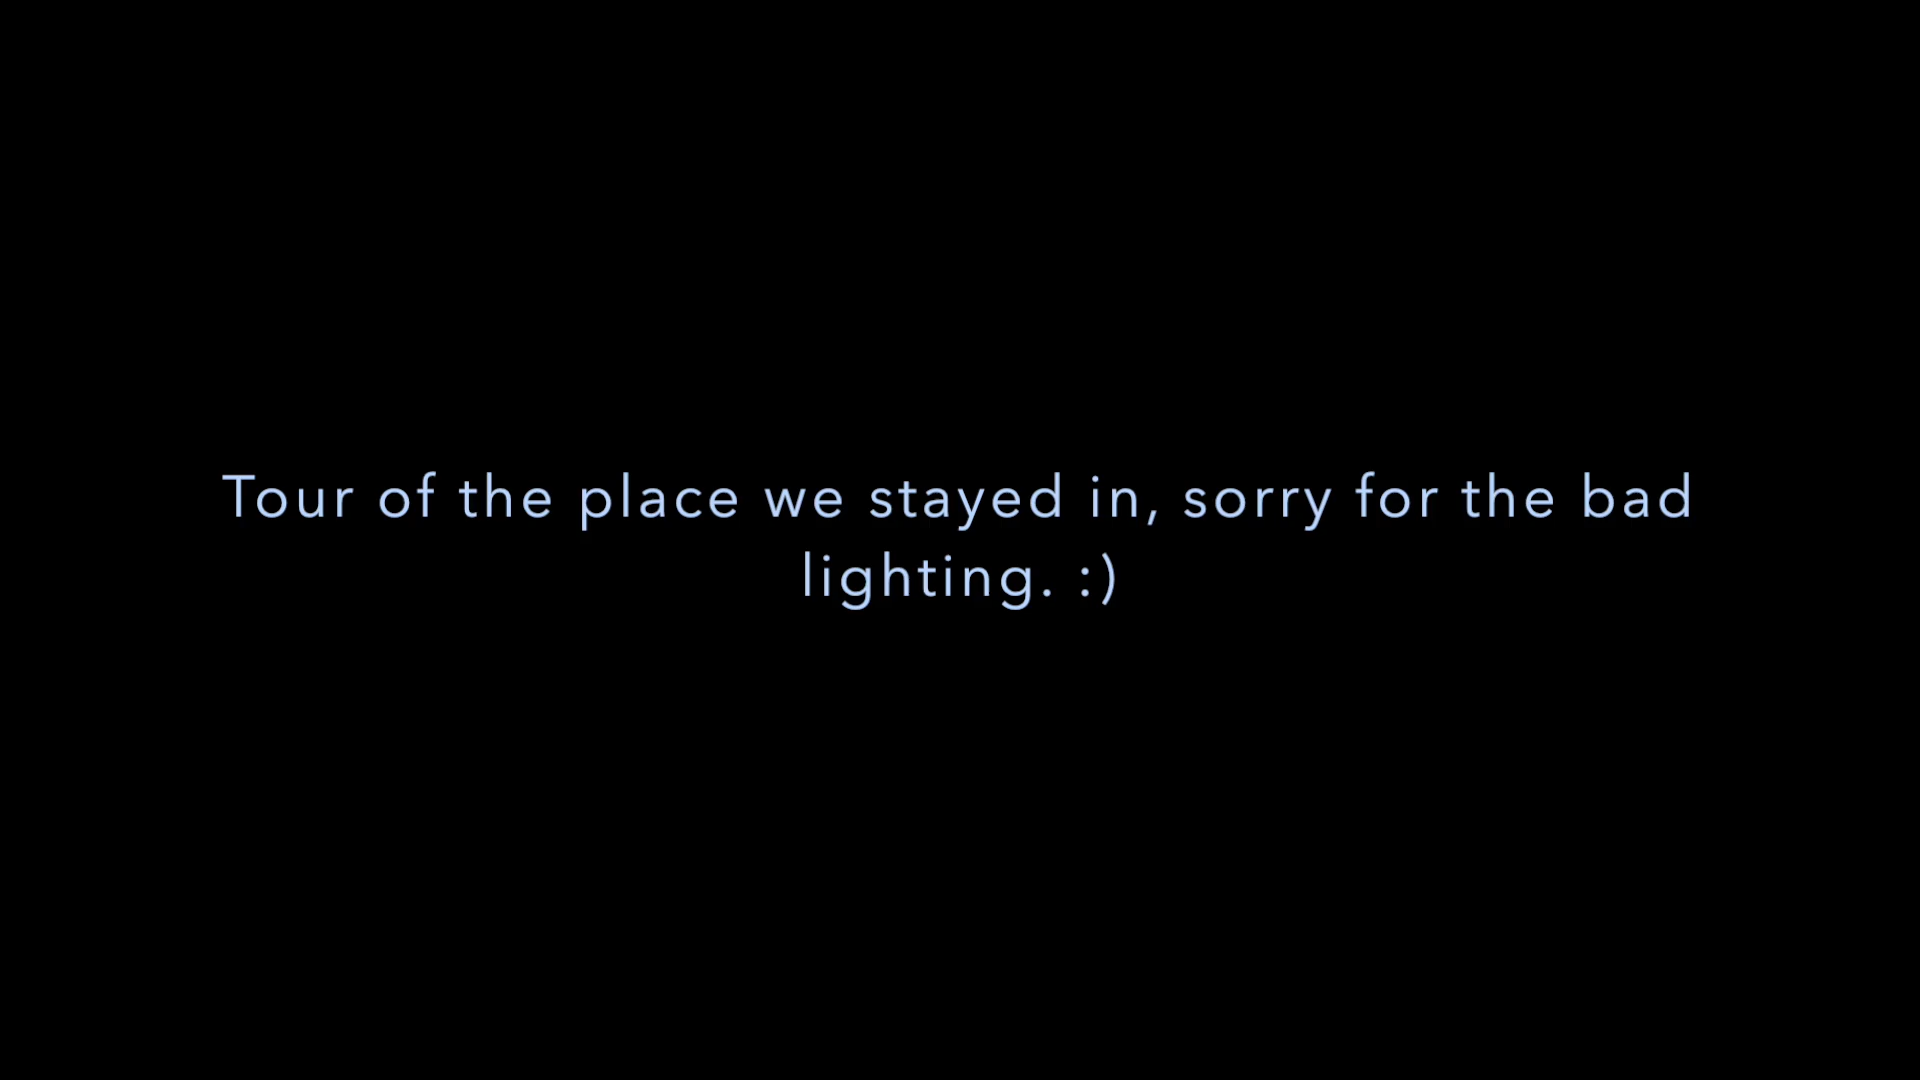 Tour of the place we stayed in, sorry for the bad
lighting. :)